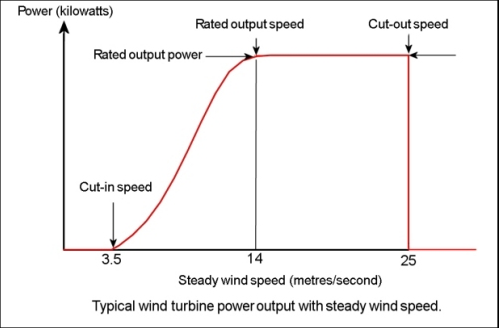 Power (kilowatts)
Rated output speed
Cut-out speed
Rated output power
Cut-in speed
3.5
14
25
Steady wind speed (metres/second)
Typical wind turbine power output with steady wind speed.